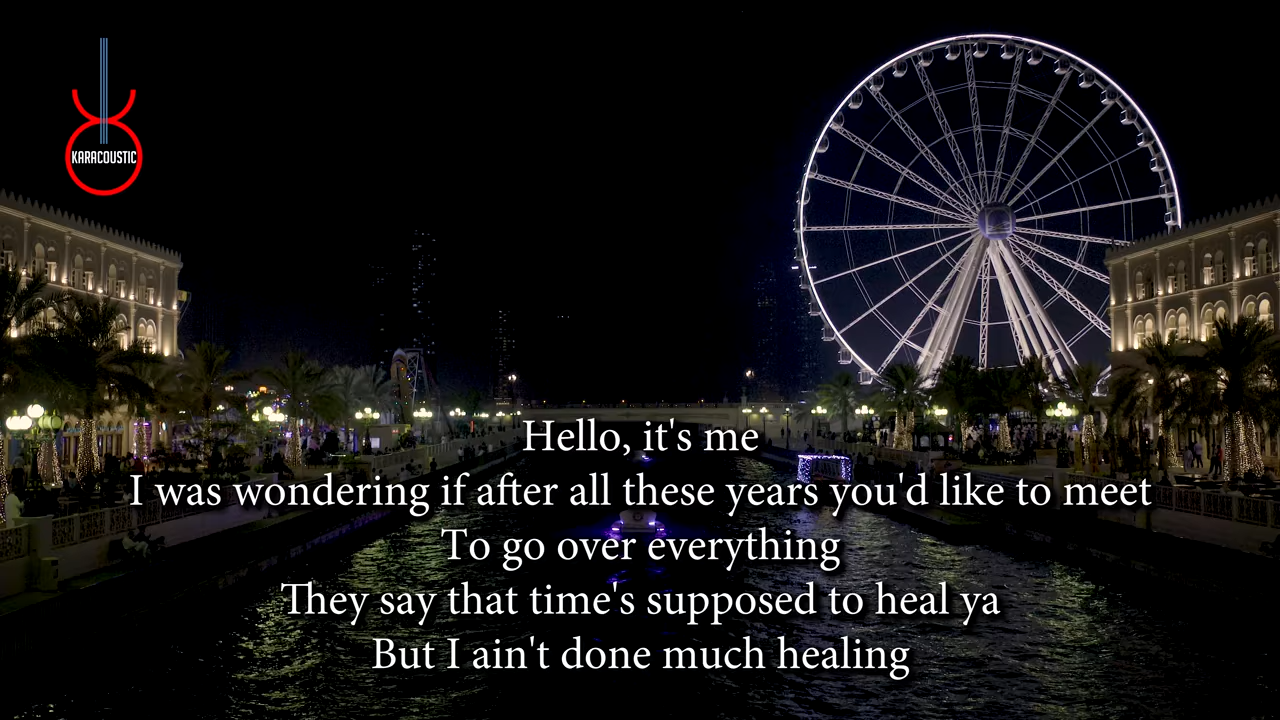 KARACOUSTIC
Hello, it's me
I was wondering if after all these years you'd like to meet
To go over everything
They say that time's supposed to heal ya
But I ain't done much healing